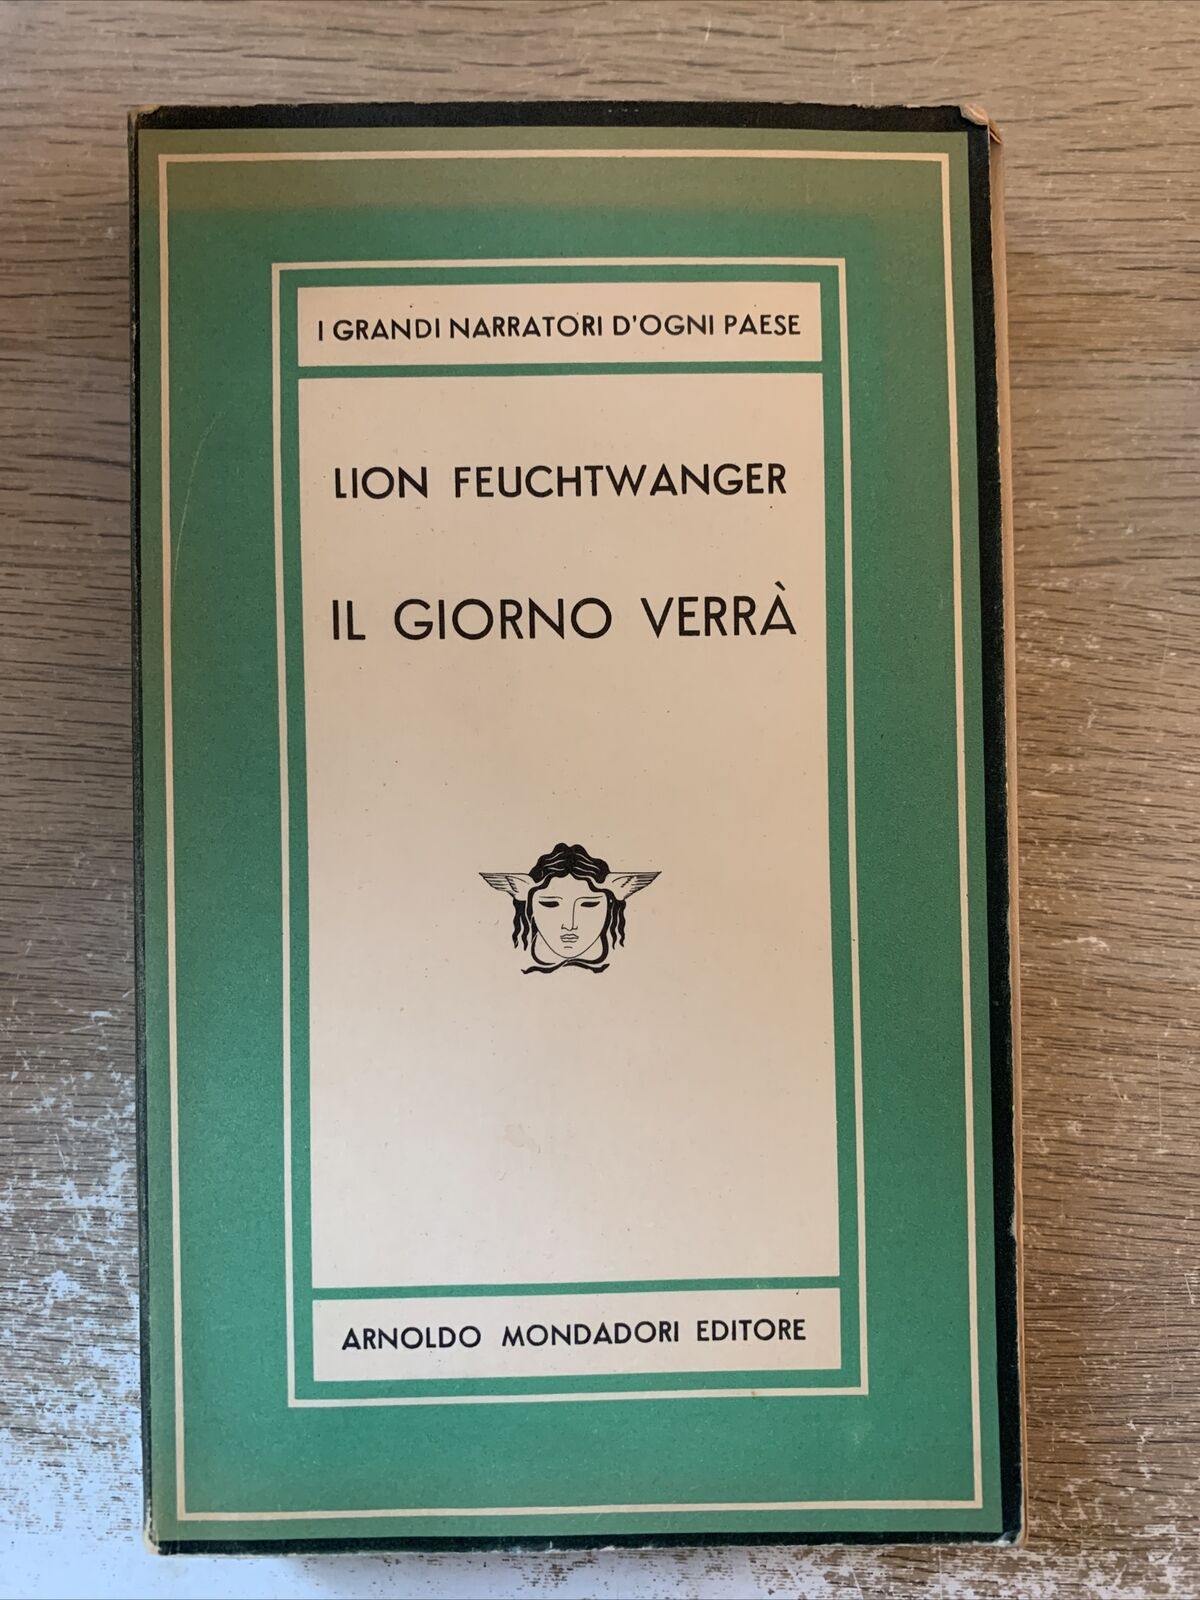 I GRANDI NARRATORI D'OGNI PAESE
LION FEUCHTWANGER
IL GIORNO VERRÀ
ARNOLDO MONDADORI EDITORE